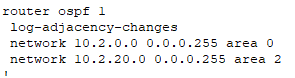 router ospf 1
log-adjacency-changes
network 10.2.0.0 0.0.0.255 area 0
network 10.2.20.0 0.0.0.255 area 2
!